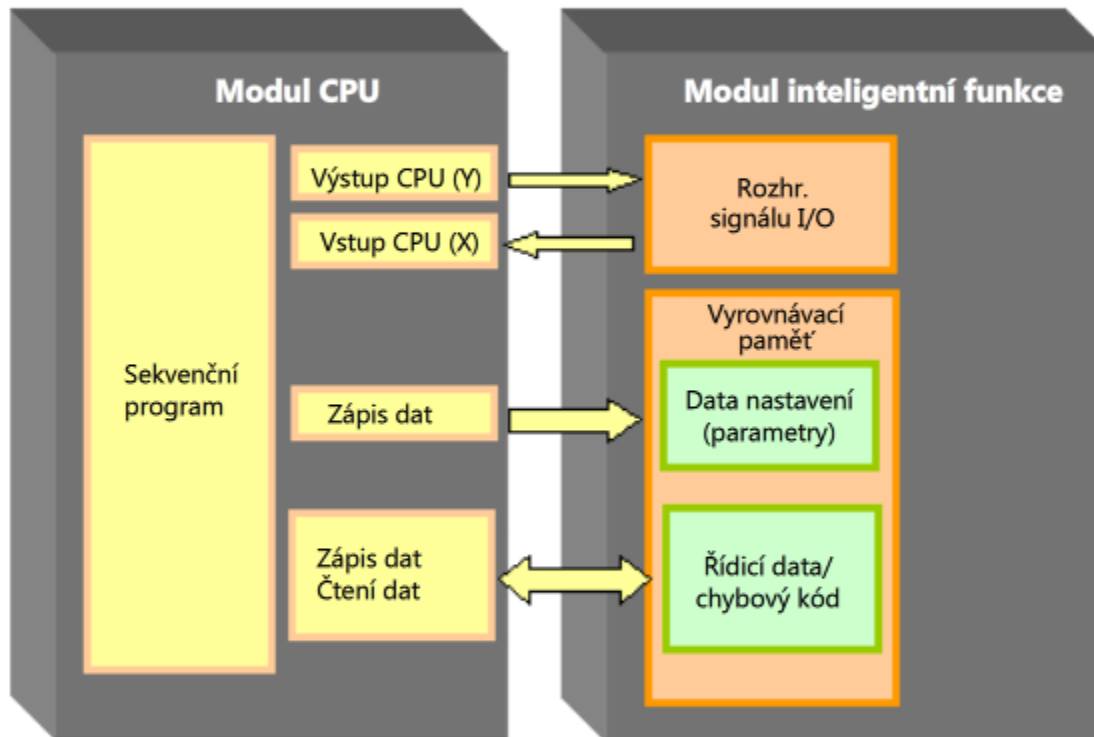 Modul CPU
Sekvenční
program
Výstup CPU (Y)
Vstup CPU (X)
Zápis dat
Zápis dat
Čtení dat
Modul inteligentní funkce
Rozhr.
signálu I/O
Vyrovnávací
paměť
Data nastavení
(parametry)
Řídicí data/
chybový kód